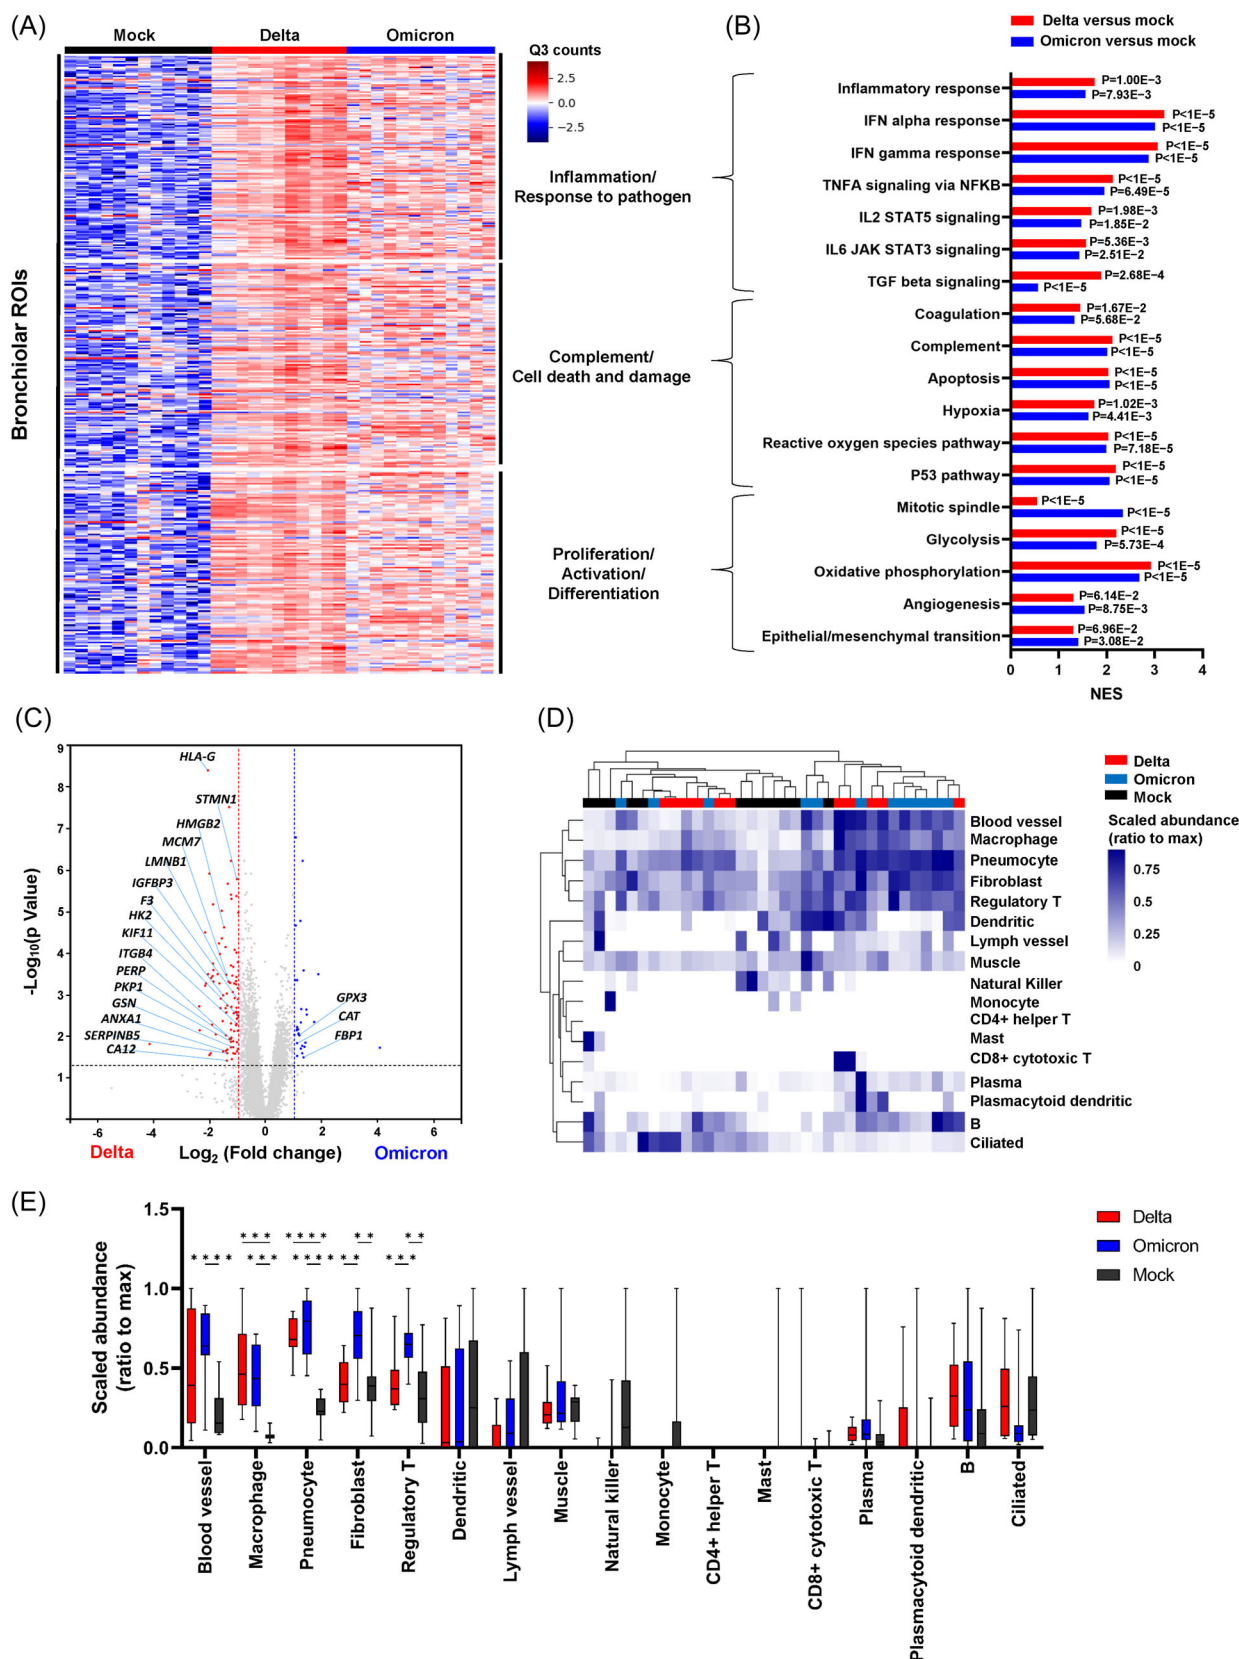 (A)
Mock Delta Omicron
Q3 counts
2.5
0.0
−2.5
Bronchiolar ROIs
Inflammation/
Response to pathogen
Complement/
Cell death and damage
Proliferation/
Activation/
Differentiation
(B)
Delta versus mock
Omicron versus mock
Inflammatory response P=1.00E−3
P=7.93E−3
IFN alpha response P<1E−5
P<1E−5
IFN gamma response P<1E−5
P<1E−5
TNFA signaling via NFKB P<1E−5
P=6.49E−5
IL2 STAT5 signaling P=1.98E−3
P=1.85E−2
IL6 JAK STAT3 signaling P=5.36E−3
P=2.51E−2
TGF beta signaling P=2.68E−4
P<1E−5
Coagulation P=1.67E−2
P=5.68E−2
Complement P<1E−5
P<1E−5
Apoptosis P<1E−5
P<1E−5
Hypoxia P=1.02E−3
P=4.41E−3
Reactive oxygen species pathway P<1E−5
P=7.18E−5
P53 pathway P<1E−5
P<1E−5
Mitotic spindle P<1E−5
P<1E−5
Glycolysis P<1E−5
P=5.73E−4
Oxidative phosphorylation P<1E−5
P<1E−5
Angiogenesis P=6.14E−2
P=8.75E−3
Epithelial/mesenchymal transition P=6.96E−2
P=3.08E−2
0 1 2 3 4
NES
(C)
-Log10(p Value)
9
8
7
6
5
4
3
2
1
HLA-G
STMN1
HMGB2
MCM7
LMNB1
IGFBP3
F3
HK2
KIF11
ITGB4
PERP
PKP1
GSN
ANXA1
SERPINB5
CA12
GPX3
CAT
FBP1
-6 -4 -2 0 2 4 6
Delta Log2 (Fold change) Omicron
(D)
Delta
Omicron
Mock
Scaled abundance
(ratio to max)
0.75
0.5
0.25
0
Blood vessel
Macrophage
Pneumocyte
Fibroblast
Regulatory T
Dendritic
Lymph vessel
Muscle
Natural Killer
Monocyte
CD4+ helper T
Mast
CD8+ cytotoxic T
Plasma
Plasmacytoid dendritic
B
Ciliated
(E)
Scaled abundance
(ratio to max)
1.5
1.0
0.5
0.0
Delta
Omicron
Mock
Blood vessel
Macrophage
Pneumocyte
Fibroblast
Regulatory T
Dendritic
Lymph vessel
Muscle
Natural killer
Monocyte
CD4+ helper T
Mast
CD8+ cytotoxic T
Plasma
Plasmacytoid dendritic
B
Ciliated